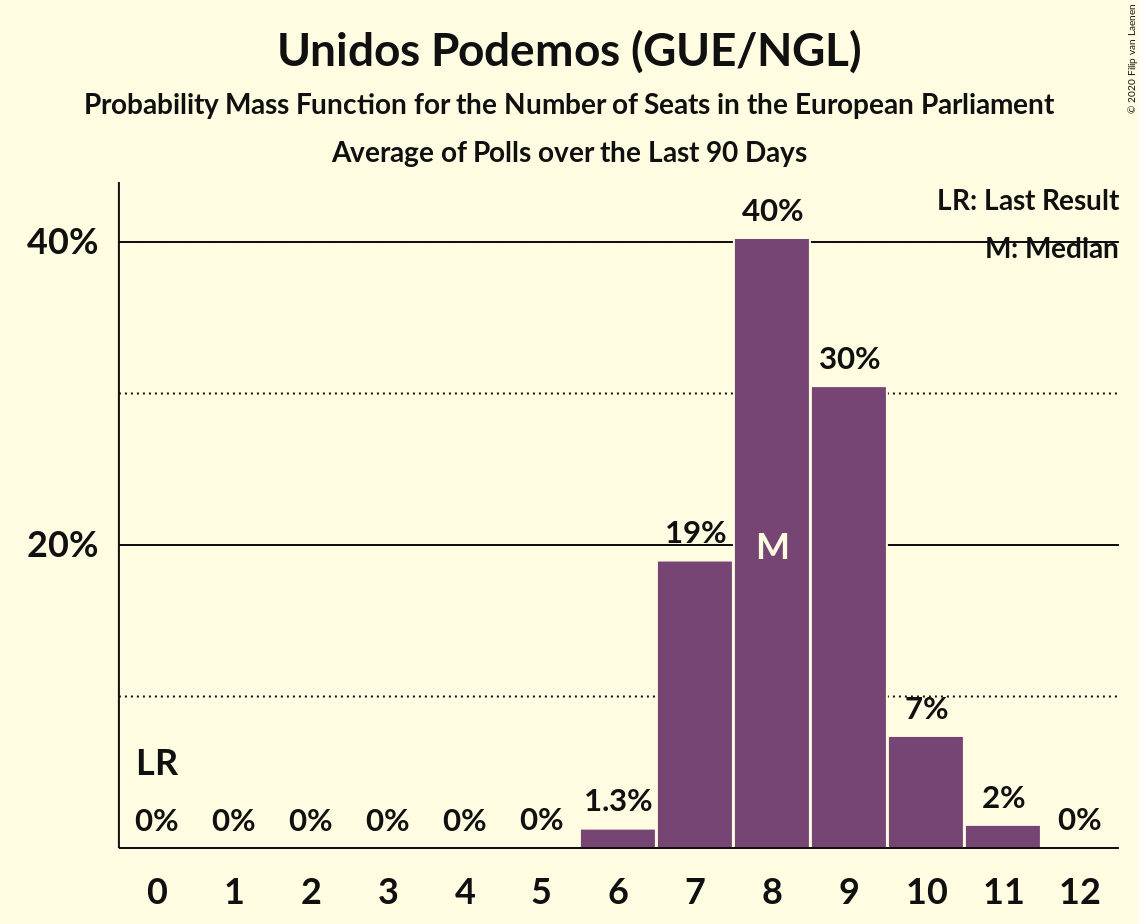 Unidos Podemos (GUE/NGL)
Probability Mass Function for the Number of Seats in the European Parliament
Average of Polls over the Last 90 Days
© 2020 Filip van Laenen
LR: Last Result
M: Median
40%
20%
40%
30%
19%
M
7%
LR
0%
0%
0%
0%
0%
0%
1.3%
2%
0%
0 1 2 3 4 5 6 7 8 9 10 11 12